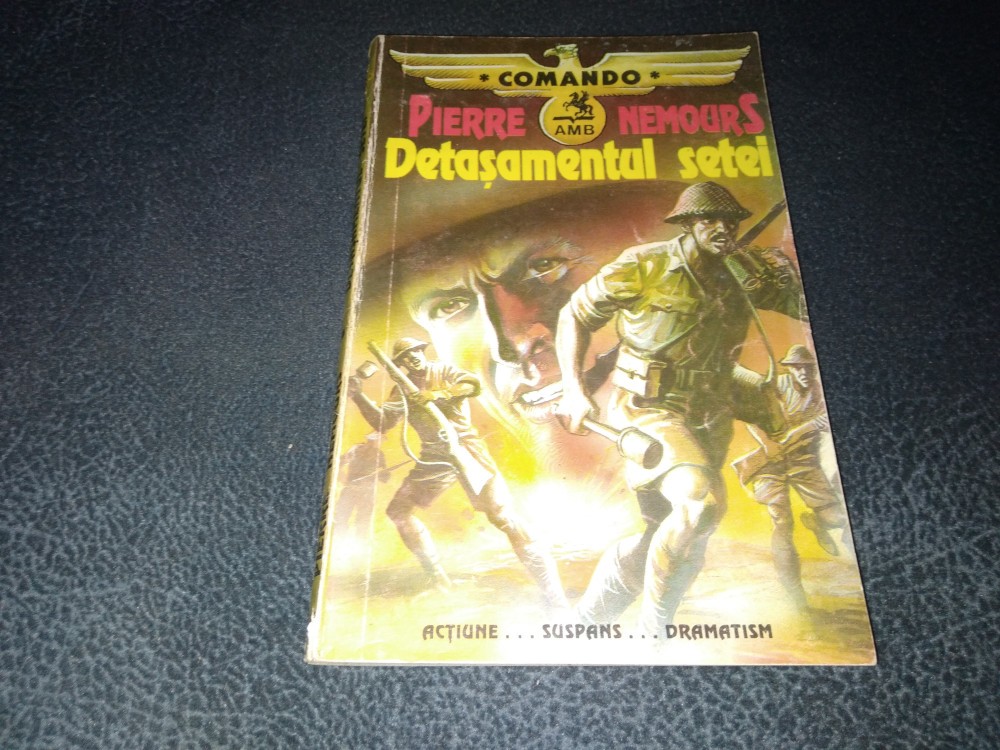 * COMANDO *
PIERRE NEMOURS
AMB
Detașamentul setei
ACȚIUNE... SUSPANS... DRAMATISM